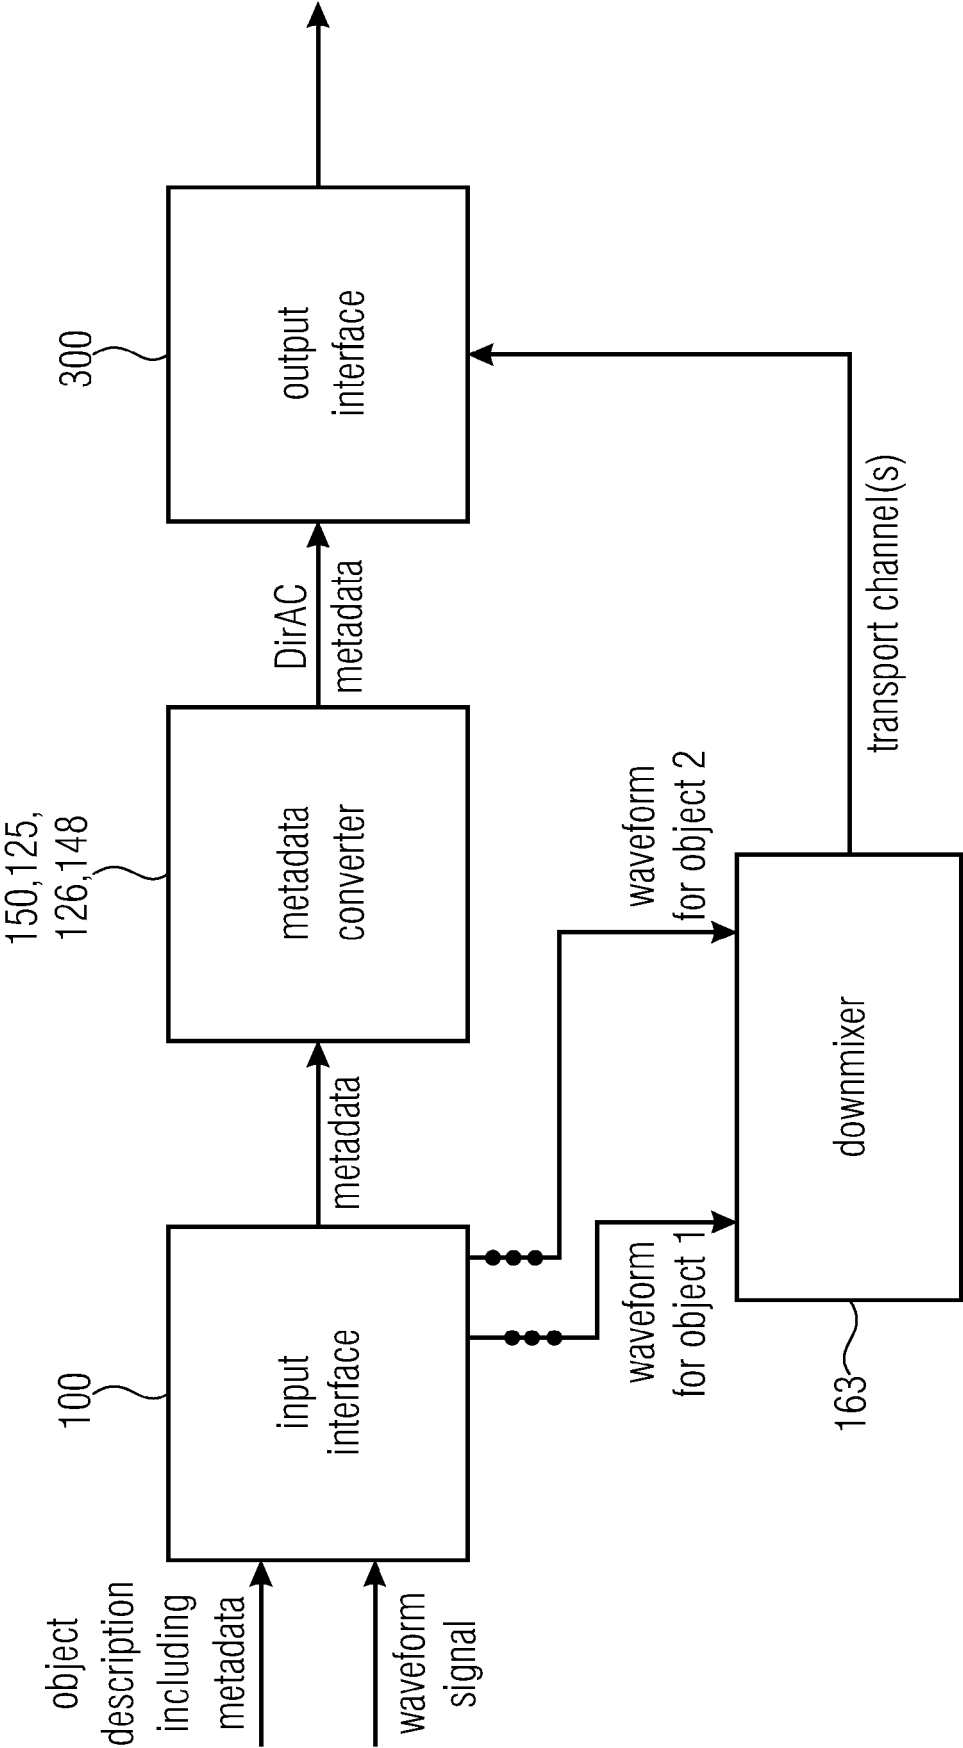 object
description
including
metadata
waveform
signal
100
input
interface
metadata
150,125,
126,148
metadata
converter
DirAC
metadata
300
output
interface
waveform
for object 1
waveform
for object 2
163
downmixer
transport channel(s)